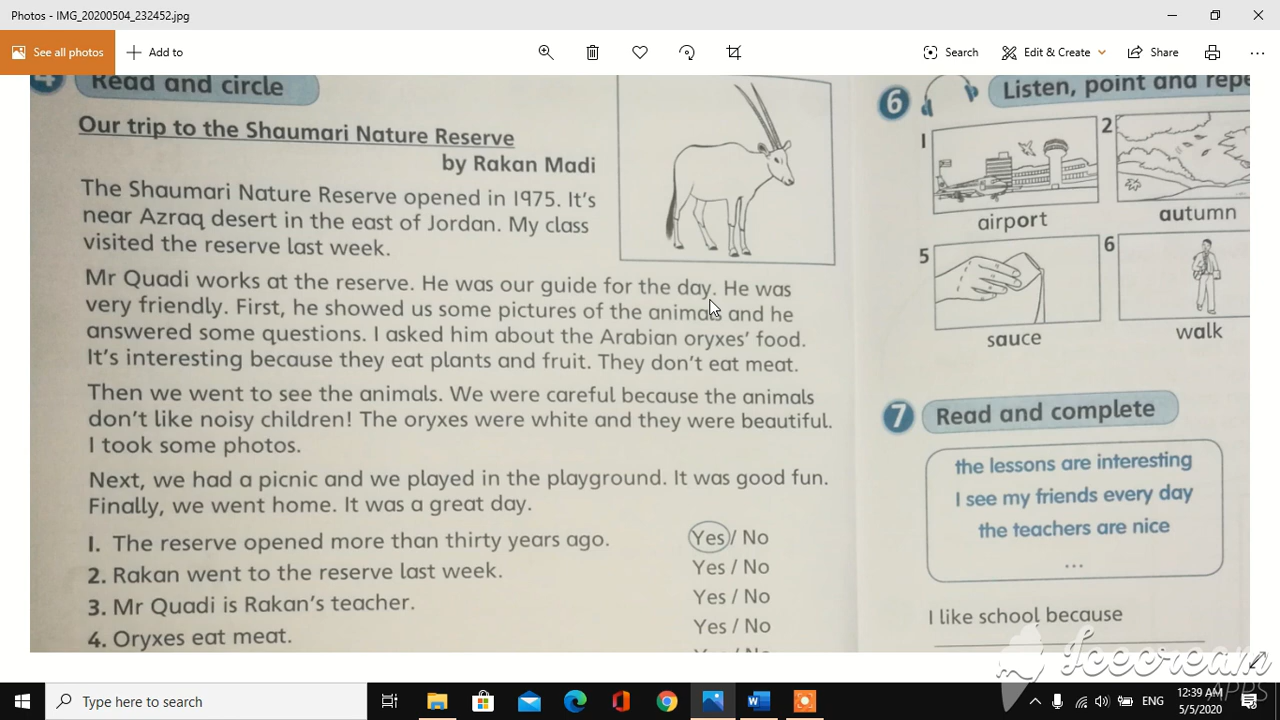 Photos - IMG_20200504_232452.jpg
See all photos
Add to
Search
Edit & Create
Share
4 Read and circle
Our trip to the Shaumari Nature Reserve
by Rakan Madi
The Shaumari Nature Reserve opened in 1975. It's
near Azraq desert in the east of Jordan. My class
visited the reserve last week.
Mr Quadi works at the reserve. He was our guide for the day. He was
very friendly. First, he showed us some pictures of the animals and he
answered some questions. I asked him about the Arabian oryxes' food.
It's interesting because they eat plants and fruit. They don't eat meat.
Then we went to see the animals. We were careful because the animals
don't like noisy children! The oryxes were white and they were beautiful.
I took some photos.
Next, we had a picnic and we played in the playground. It was good fun.
Finally, we went home. It was a great day.
1. The reserve opened more than thirty years ago. Yes / No
2. Rakan went to the reserve last week. Yes / No
3. Mr Quadi is Rakan's teacher. Yes / No
4. Oryxes eat meat. Yes / No
6 Listen, point and repe
1
2
airport
autumn
5
6
sauce
walk
7 Read and complete
the lessons are interesting
I see my friends every day
the teachers are nice
...
I like school because
Icecream
APPS
Type here to search
ENG
12:39 AM
5/5/2020